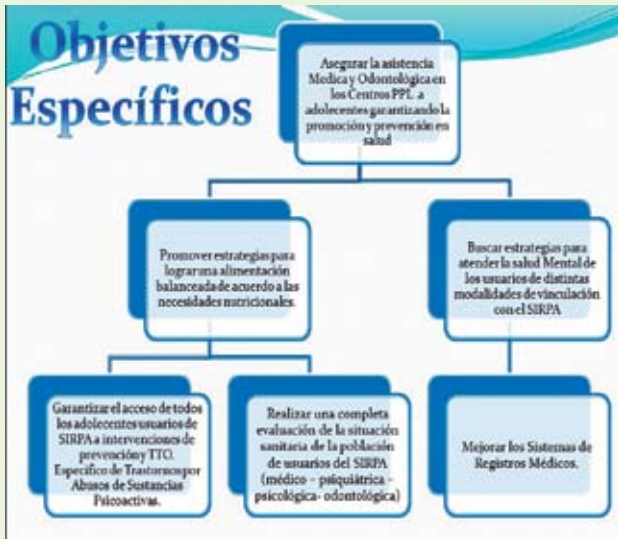 Objetivos
Específicos
Asegurar la asistencia
Medica y Odontológica en
los Centros PPL a
adolecentes garantizando la
promoción y prevención en
salud
Promover estrategias para
lograr una alimentación
balanceada de acuerdo a las
necesidades nutricionales.
Buscar estrategias para
atender la salud Mental de
los usuarios de distintas
modalidades de vinculación
con el SIRPA
Garantizar el acceso de todos
los adolecentes usuarios de
SIRPA a intervenciones de
prevención y TTO.
Especifico de Trastornos por
Abusos de Sustancias
Psicoactivas.
Realizar una completa
evaluación de la situación
sanitaria de la población
de usuarios del SIRPA
(médico – psiquiátrica –
psicológica- odontológica)
Mejorar los Sistemas de
Registros Médicos.